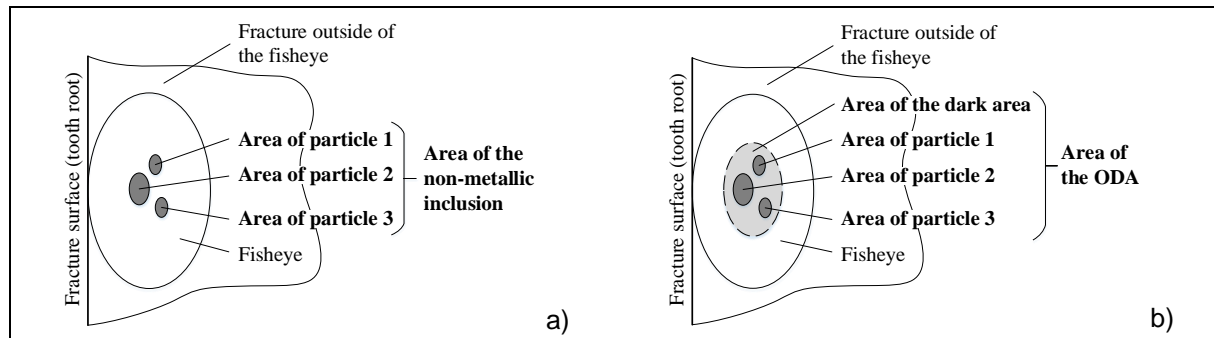 Fracture surface (tooth root)
Fracture outside of
the fisheye
Area of particle 1
Area of particle 2
Area of particle 3
Area of the
non-metallic
inclusion
Fisheye
a)
Fracture surface (tooth root)
Fracture outside of
the fisheye
Area of the dark area
Area of particle 1
Area of particle 2
Area of particle 3
Area of
the ODA
Fisheye
b)